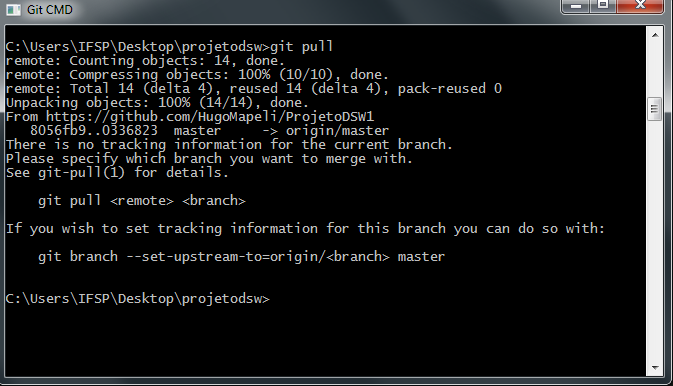 Git CMD
C:\Users\IFSP\Desktop\projetodsw>git pull
remote: Counting objects: 14, done.
remote: Compressing objects: 100% (10/10), done.
remote: Total 14 (delta 4), reused 14 (delta 4), pack-reused 0
Unpacking objects: 100% (14/14), done.
From https://github.com/HugoMapeli/ProjetoDSW1
   8056fb9..0336823  master     -> origin/master
There is no tracking information for the current branch.
Please specify which branch you want to merge with.
See git-pull(1) for details.
    git pull <remote> <branch>
If you wish to set tracking information for this branch you can do so with:
    git branch --set-upstream-to=origin/<branch> master
C:\Users\IFSP\Desktop\projetodsw>